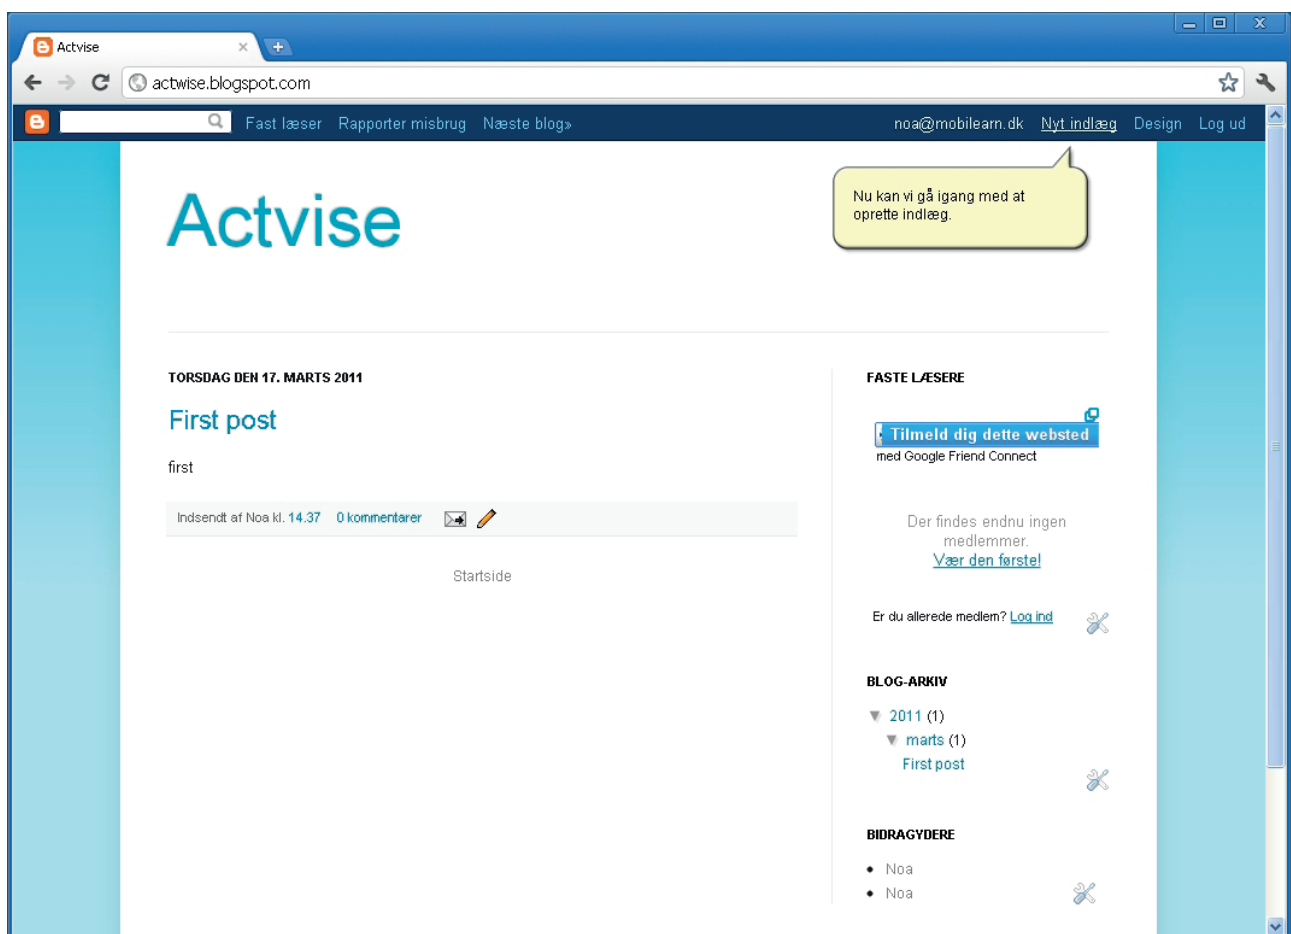 Actvise
actwise.blogspot.com
Fast læser Rapporter misbrug Næste blog» noa@mobilearn.dk Nyt indlæg Design Log ud
Nu kan vi gå igang med at
oprette indlæg.
Actvise
TORSDAG DEN 17. MARTS 2011
First post
first
Indsendt af Noa kl. 14.37 0 kommentarer
Startside
FASTE LÆSERE
Tilmeld dig dette websted
med Google Friend Connect
Der findes endnu ingen
medlemmer.
Vær den første!
Er du allerede medlem? Log ind
BLOG-ARKIV
▼ 2011 (1)
▼ marts (1)
First post
BIDRAGYDERE
• Noa
• Noa